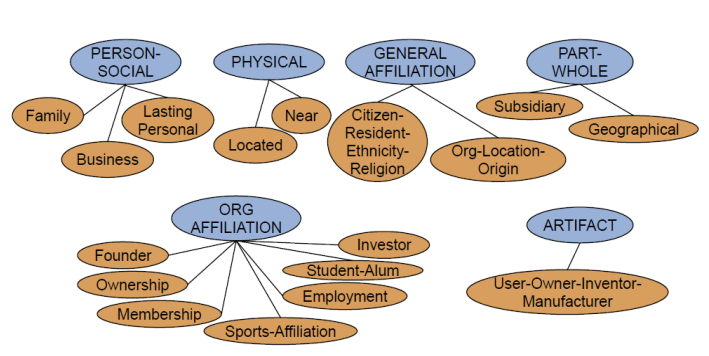 PERSON-
SOCIAL
PHYSICAL
GENERAL
AFFILIATION
PART-
WHOLE
Family
Lasting
Personal
Business
Near
Located
Citizen-
Resident-
Ethnicity-
Religion
Org-Location-
Origin
Subsidiary
Geographical
ORG
AFFILIATION
ARTIFACT
Founder
Investor
Ownership
Student-Alum
Membership
Employment
Sports-Affiliation
User-Owner-Inventor-
Manufacturer